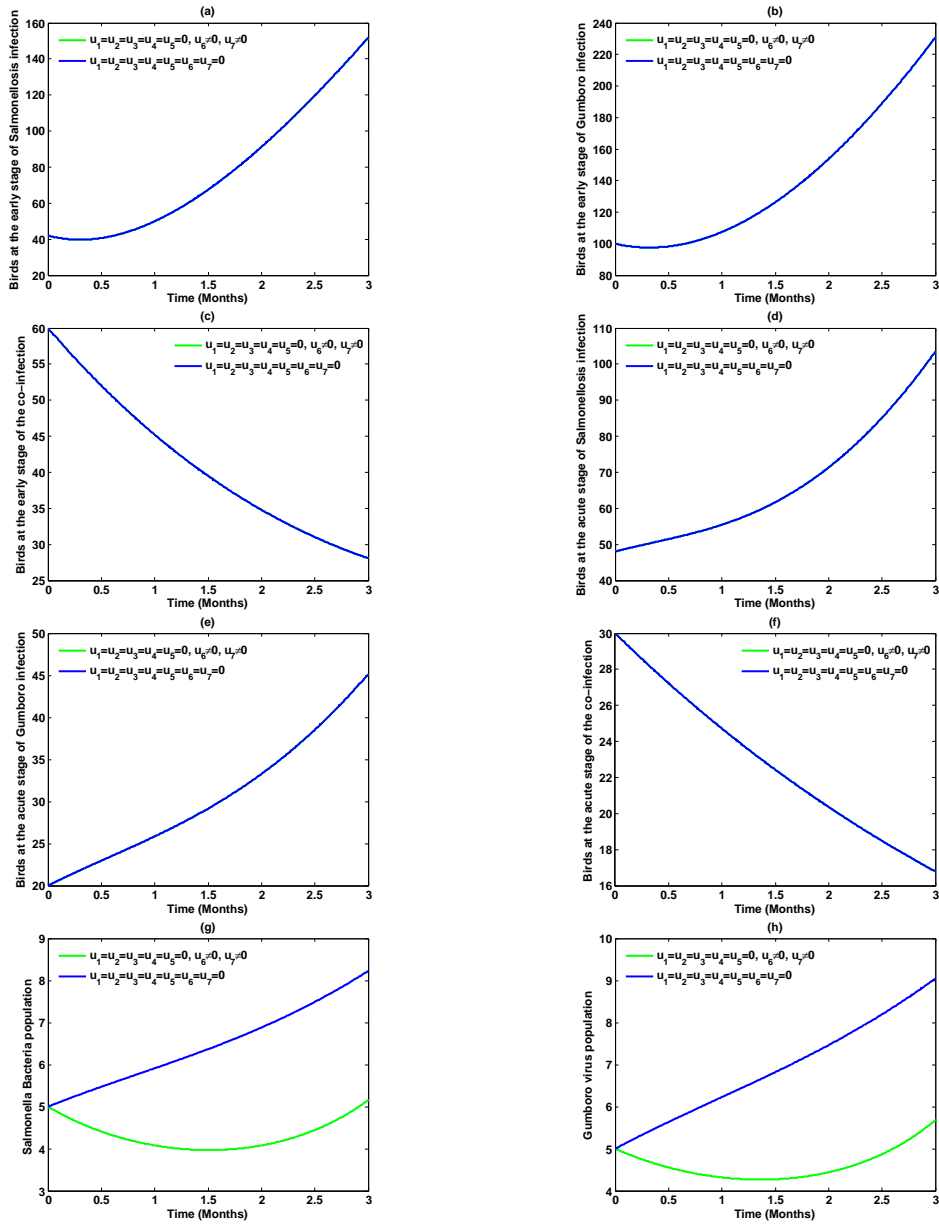 (a)
u1=u2=u3=u4=u5=0, u6≠0, u7≠0
u1=u2=u3=u4=u5=u6=u7=0
Birds at the early stage of Salmonellosis infection
160
140
120
100
80
60
40
20
0 0.5 1 1.5 2 2.5 3
Time (Months)
(b)
u1=u2=u3=u4=u5=0, u6≠0, u7≠0
u1=u2=u3=u4=u5=u6=u7=0
Birds at the early stage of Gumboro infection
240
220
200
180
160
140
120
100
80
0 0.5 1 1.5 2 2.5 3
Time (Months)
(c)
u1=u2=u3=u4=u5=0, u6≠0, u7≠0
u1=u2=u3=u4=u5=u6=u7=0
Birds at the early stage of the co−infection
60
55
50
45
40
35
30
25
0 0.5 1 1.5 2 2.5 3
Time (Months)
(d)
u1=u2=u3=u4=u5=0, u6≠0, u7≠0
u1=u2=u3=u4=u5=u6=u7=0
Birds at the acute stage of Salmonellosis infection
110
100
90
80
70
60
50
40
0 0.5 1 1.5 2 2.5 3
Time (Months)
(e)
u1=u2=u3=u4=u5=0, u6≠0, u7≠0
u1=u2=u3=u4=u5=u6=u7=0
Birds at the acute stage of Gumboro infection
50
45
40
35
30
25
20
0 0.5 1 1.5 2 2.5 3
Time (Months)
(f)
u1=u2=u3=u4=u5=0, u6≠0, u7≠0
u1=u2=u3=u4=u5=u6=u7=0
Birds at the acute stage of the co−infection
30
28
26
24
22
20
18
16
0 0.5 1 1.5 2 2.5 3
Time (Months)
(g)
u1=u2=u3=u4=u5=0, u6≠0, u7≠0
u1=u2=u3=u4=u5=u6=u7=0
Salmonella Bacteria population
9
8
7
6
5
4
3
0 0.5 1 1.5 2 2.5 3
Time (Months)
(h)
u1=u2=u3=u4=u5=0, u6≠0, u7≠0
u1=u2=u3=u4=u5=u6=u7=0
Gumboro virus population
10
9
8
7
6
5
4
0 0.5 1 1.5 2 2.5 3
Time (Months)